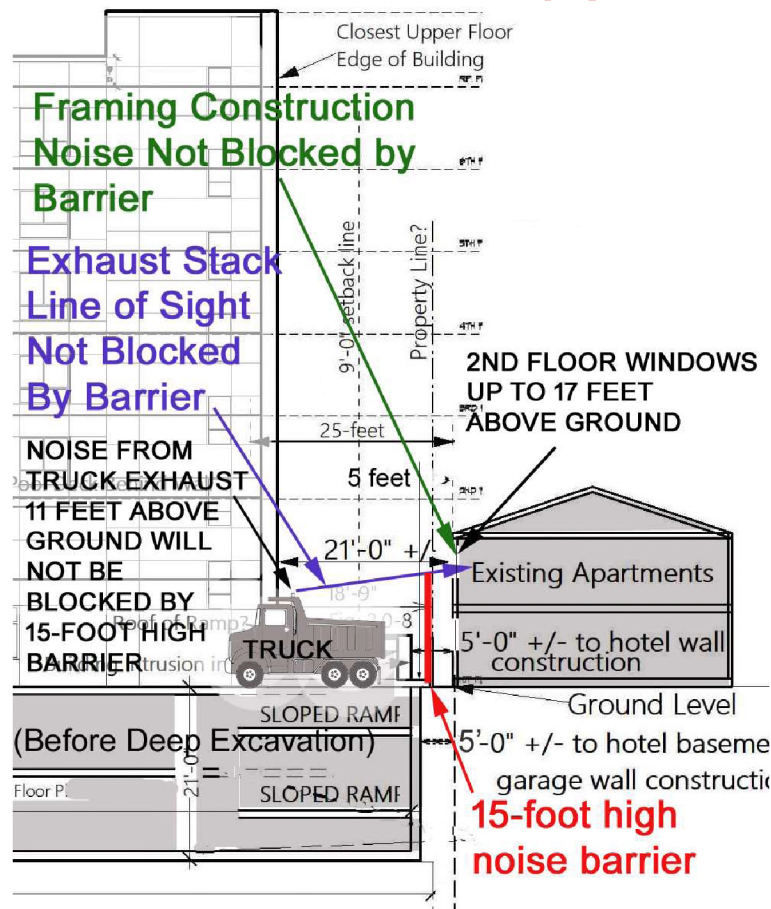 Closest Upper Floor
Edge of Building
Framing Construction
Noise Not Blocked by
Barrier
Exhaust Stack
Line of Sight
Not Blocked
By Barrier
9'-0" setback line
Property Line?
2ND FLOOR WINDOWS
UP TO 17 FEET
ABOVE GROUND
25-feet
5 feet
NOISE FROM
TRUCK EXHAUST
11 FEET ABOVE
GROUND WILL
NOT BE
BLOCKED BY
15-FOOT HIGH
BARRIER
21'-0" +/
18'-9"
Roof of Ramp?
TRUCK
Existing Apartments
5'-0" +/- to hotel wall
construction
Ground Level
(Before Deep Excavation)
SLOPED RAMP
21'-0"
SLOPED RAMP
Floor
5'-0" +/- to hotel baseme
garage wall constructio
15-foot high
noise barrier